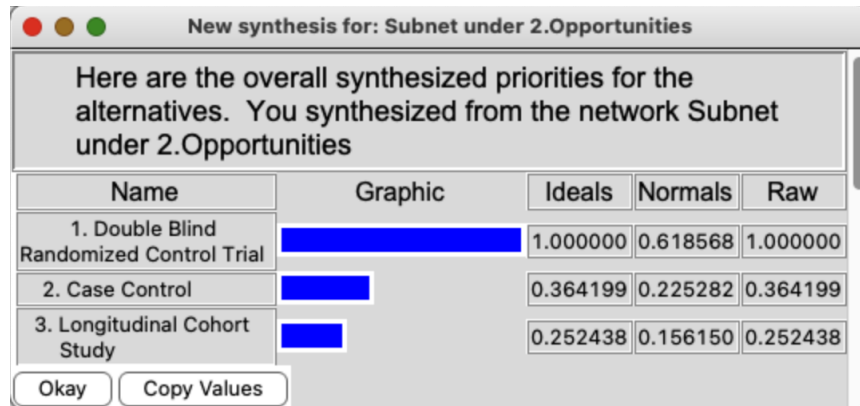 New synthesis for: Subnet under 2.Opportunities
Here are the overall synthesized priorities for the
alternatives.  You synthesized from the network Subnet
under 2.Opportunities
Name Graphic Ideals Normals Raw
1. Double Blind
Randomized Control Trial 1.000000 0.618568 1.000000
2. Case Control 0.364199 0.225282 0.364199
3. Longitudinal Cohort
Study 0.252438 0.156150 0.252438
Okay Copy Values